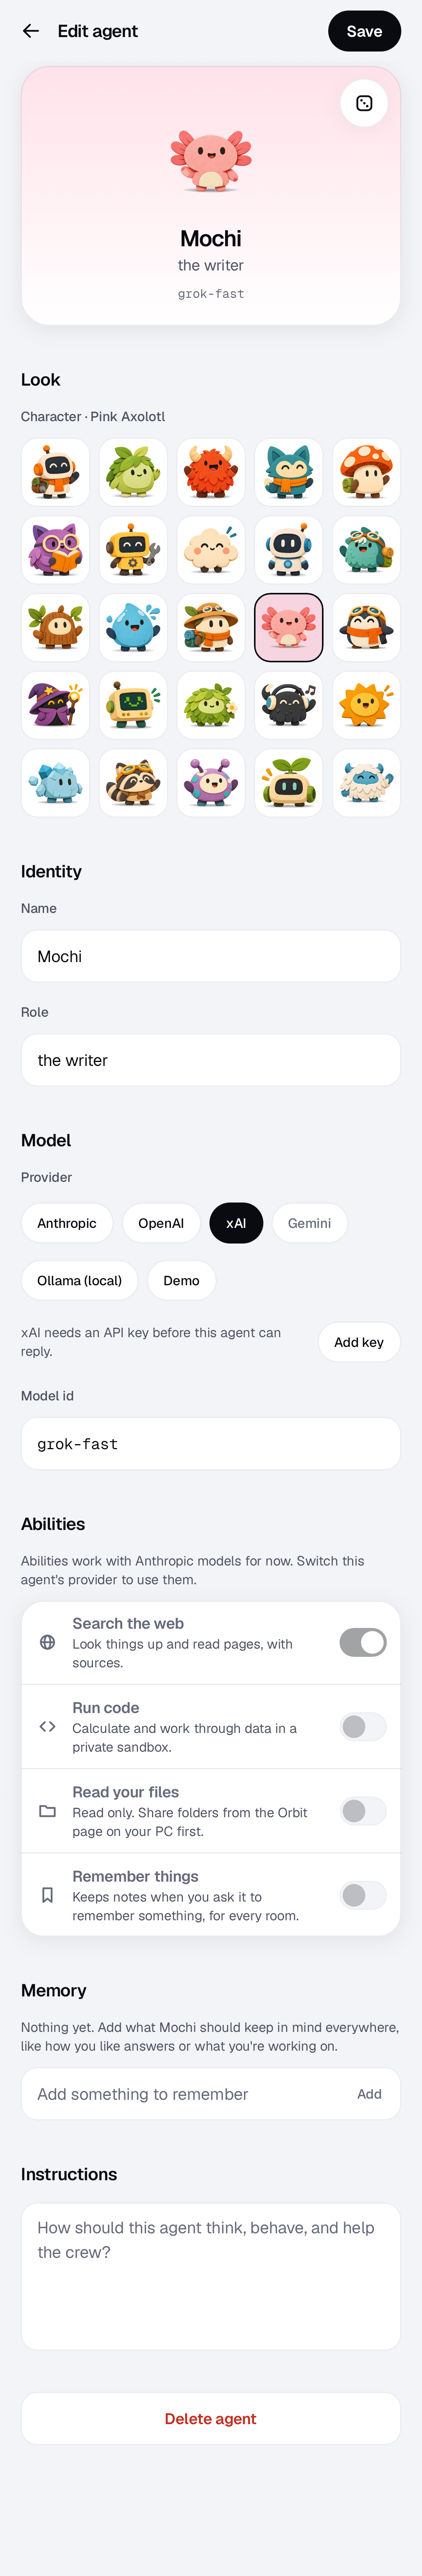 Edit agent
Save
Mochi
the writer
grok-fast
Look
Character · Pink Axolotl
Identity
Name
Mochi
Role
the writer
Model
Provider
Anthropic
OpenAI
xAI
Gemini
Ollama (local)
Demo
xAI needs an API key before this agent can
reply.
Add key
Model id
grok-fast
Abilities
Abilities work with Anthropic models for now. Switch this
agent's provider to use them.
Search the web
Look things up and read pages, with
sources.
Run code
Calculate and work through data in a
private sandbox.
Read your files
Read only. Share folders from the Orbit
page on your PC first.
Remember things
Keeps notes when you ask it to
remember something, for every room.
Memory
Nothing yet. Add what Mochi should keep in mind everywhere,
like how you like answers or what you're working on.
Add something to remember
Add
Instructions
How should this agent think, behave, and help
the crew?
Delete agent